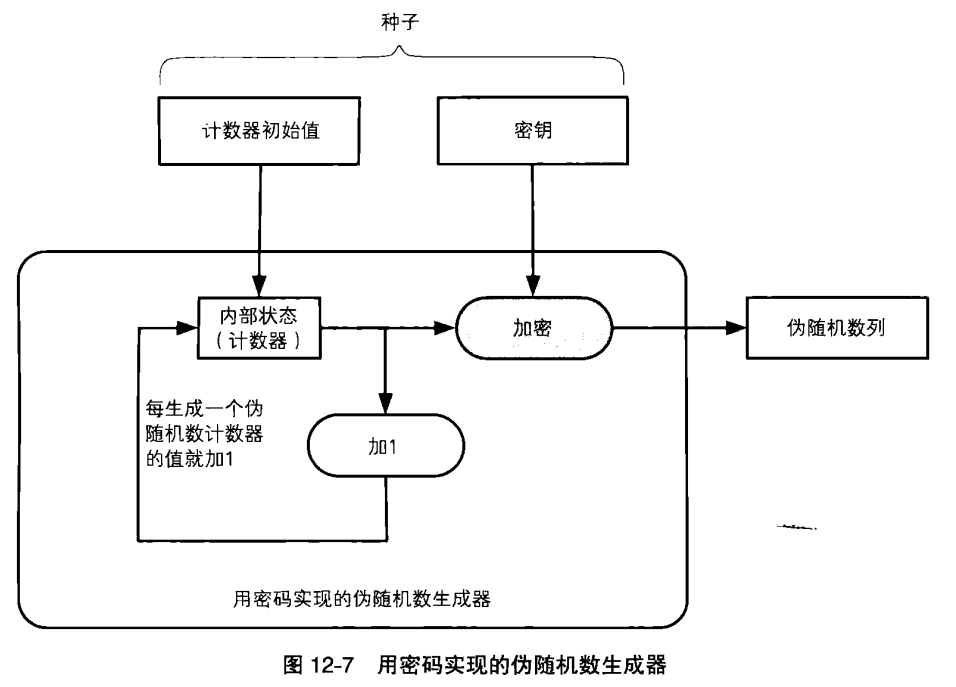 种子
计数器初始值
密钥
内部状态
(计数器)
加密
伪随机数列
每生成一个伪
随机数计数器
的值就加1
加1
用密码实现的伪随机数生成器
图 12-7 用密码实现的伪随机数生成器